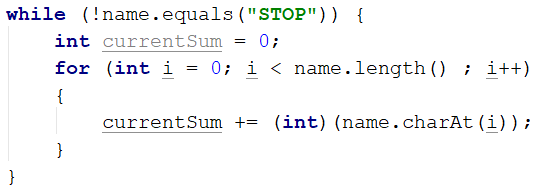 while (!name.equals("STOP")) {
    int currentSum = 0;
    for (int i = 0; i < name.length() ; i++)
    {
        currentSum += (int)(name.charAt(i));
    }
}